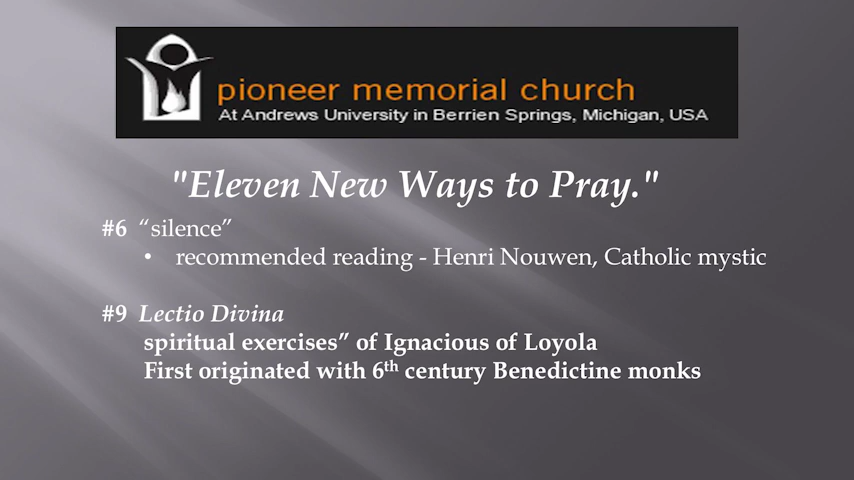 pioneer memorial church
At Andrews University in Berrien Springs, Michigan, USA
"Eleven New Ways to Pray."
#6 “silence”
• recommended reading - Henri Nouwen, Catholic mystic
#9 Lectio Divina
spiritual exercises” of Ignacious of Loyola
First originated with 6th century Benedictine monks